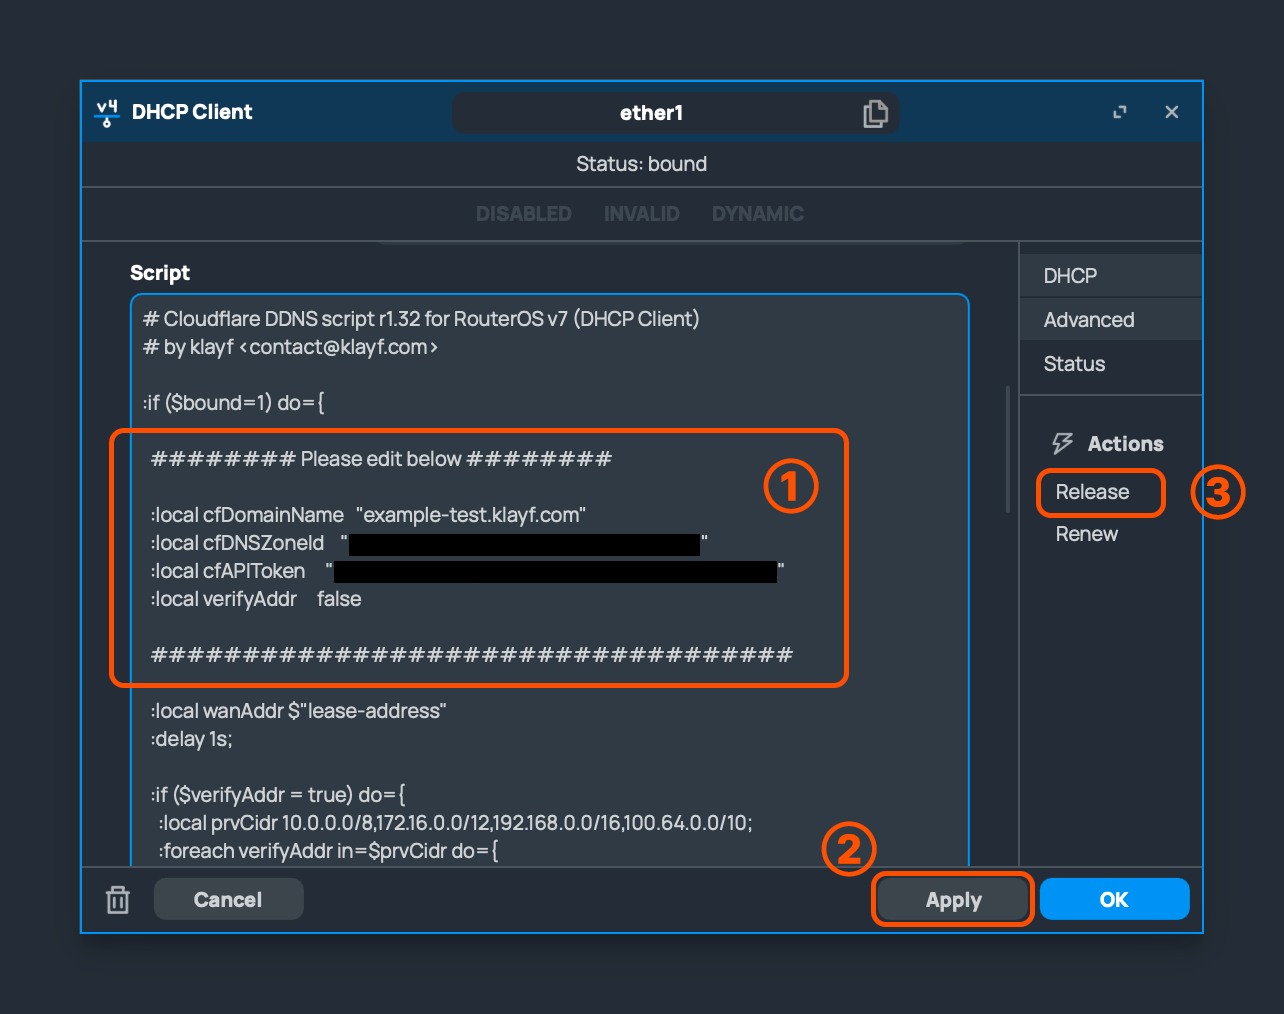 v4 DHCP Client
ether1
Status: bound
DISABLED INVALID DYNAMIC
Script
# Cloudflare DDNS script r1.32 for RouterOS v7 (DHCP Client)
# by klayf <contact@klayf.com>
:if ($bound=1) do={
######## Please edit below ########
:local cfDomainName "example-test.klayf.com"
:local cfDNSZoneId " "
:local cfAPIToken " "
:local verifyAddr false
###################################
:local wanAddr $"lease-address"
:delay 1s;
:if ($verifyAddr = true) do={
:local prvCidr 10.0.0.0/8,172.16.0.0/12,192.168.0.0/16,100.64.0.0/10;
:foreach verifyAddr in=$prvCidr do={
1
DHCP
Advanced
Status
Actions
Release
3
Renew
2
Cancel
Apply
OK